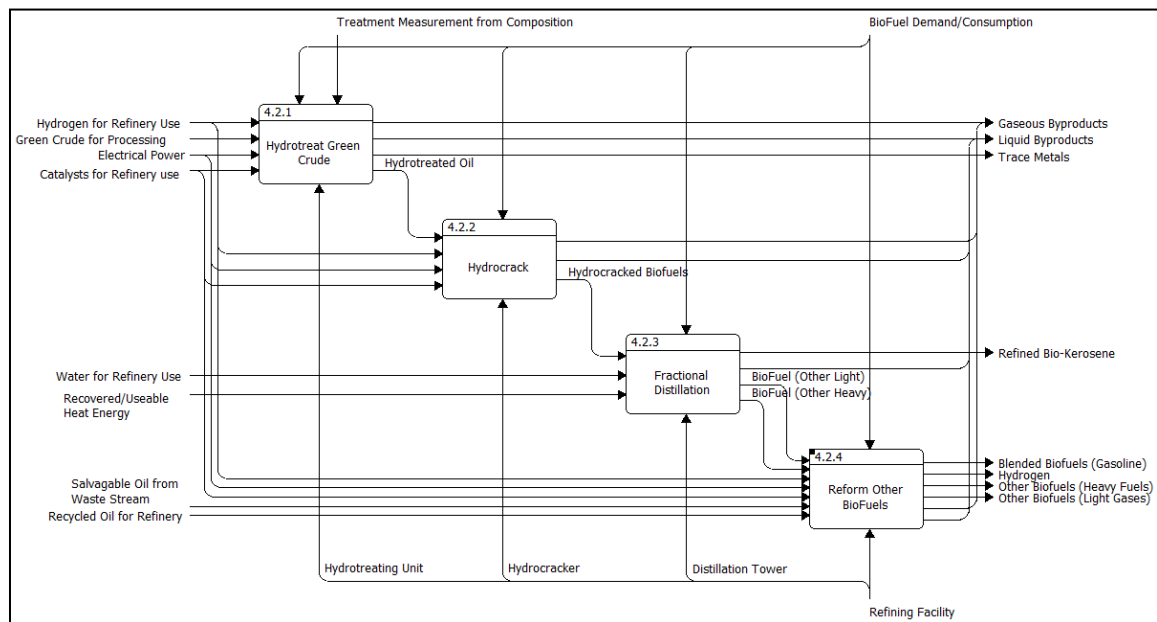 Treatment Measurement from Composition
BioFuel Demand/Consumption
4.2.1
Hydrotreat Green
Crude
Hydrogen for Refinery Use
Green Crude for Processing
Electrical Power
Catalysts for Refinery use
Gaseous Byproducts
Liquid Byproducts
Trace Metals
Hydrotreated Oil
4.2.2
Hydrocrack
Hydrocracked Biofuels
4.2.3
Fractional
Distillation
Refined Bio-Kerosene
Water for Refinery Use
Recovered/Useable
Heat Energy
BioFuel (Other Light)
BioFuel (Other Heavy)
4.2.4
Reform Other
BioFuels
Salvagable Oil from
Waste Stream
Recycled Oil for Refinery
Blended Biofuels (Gasoline)
Hydrogen
Other Biofuels (Heavy Fuels)
Other Biofuels (Light Gases)
Hydrotreating Unit
Hydrocracker
Distillation Tower
Refining Facility